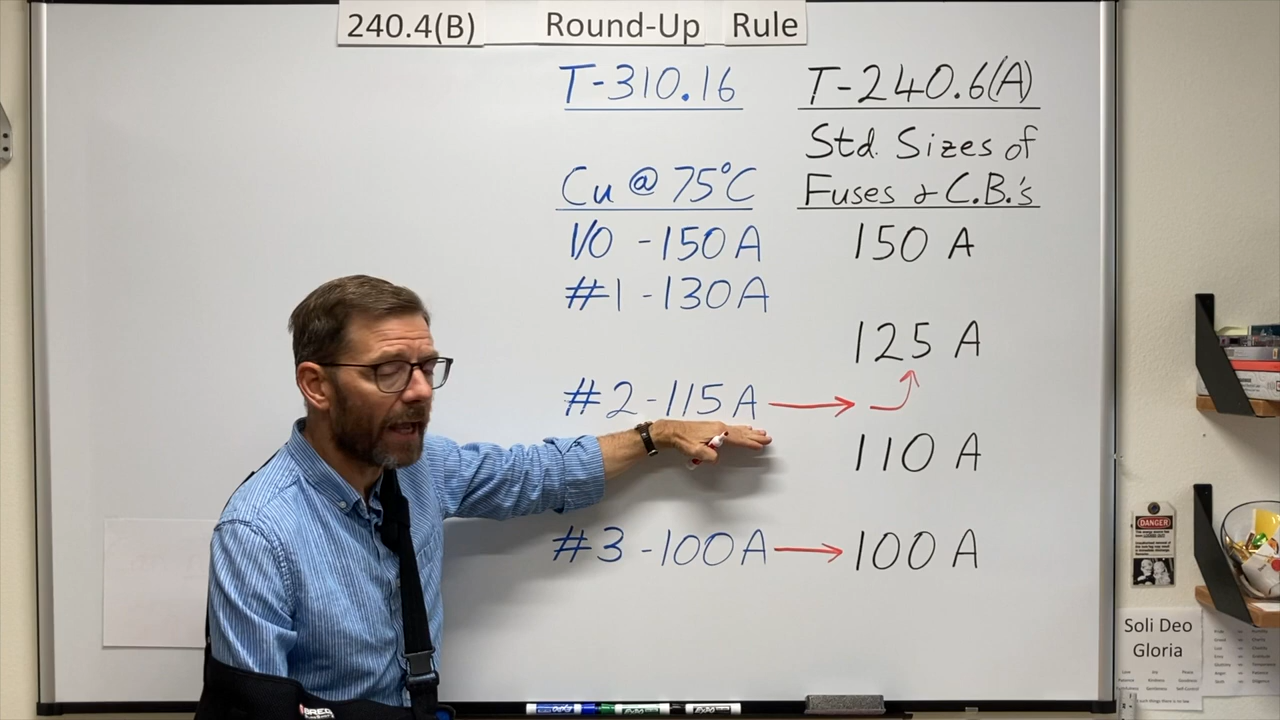 240.4(B) Round-Up Rule
T-310.16
Cu @ 75°C
1/0 - 150 A
#1 - 130 A
#2 - 115 A
#3 - 100 A
T-240.6(A)
Std. Sizes of
Fuses & C.B.'s
150 A
125 A
110 A
100 A
DANGER
Soli Deo
Gloria